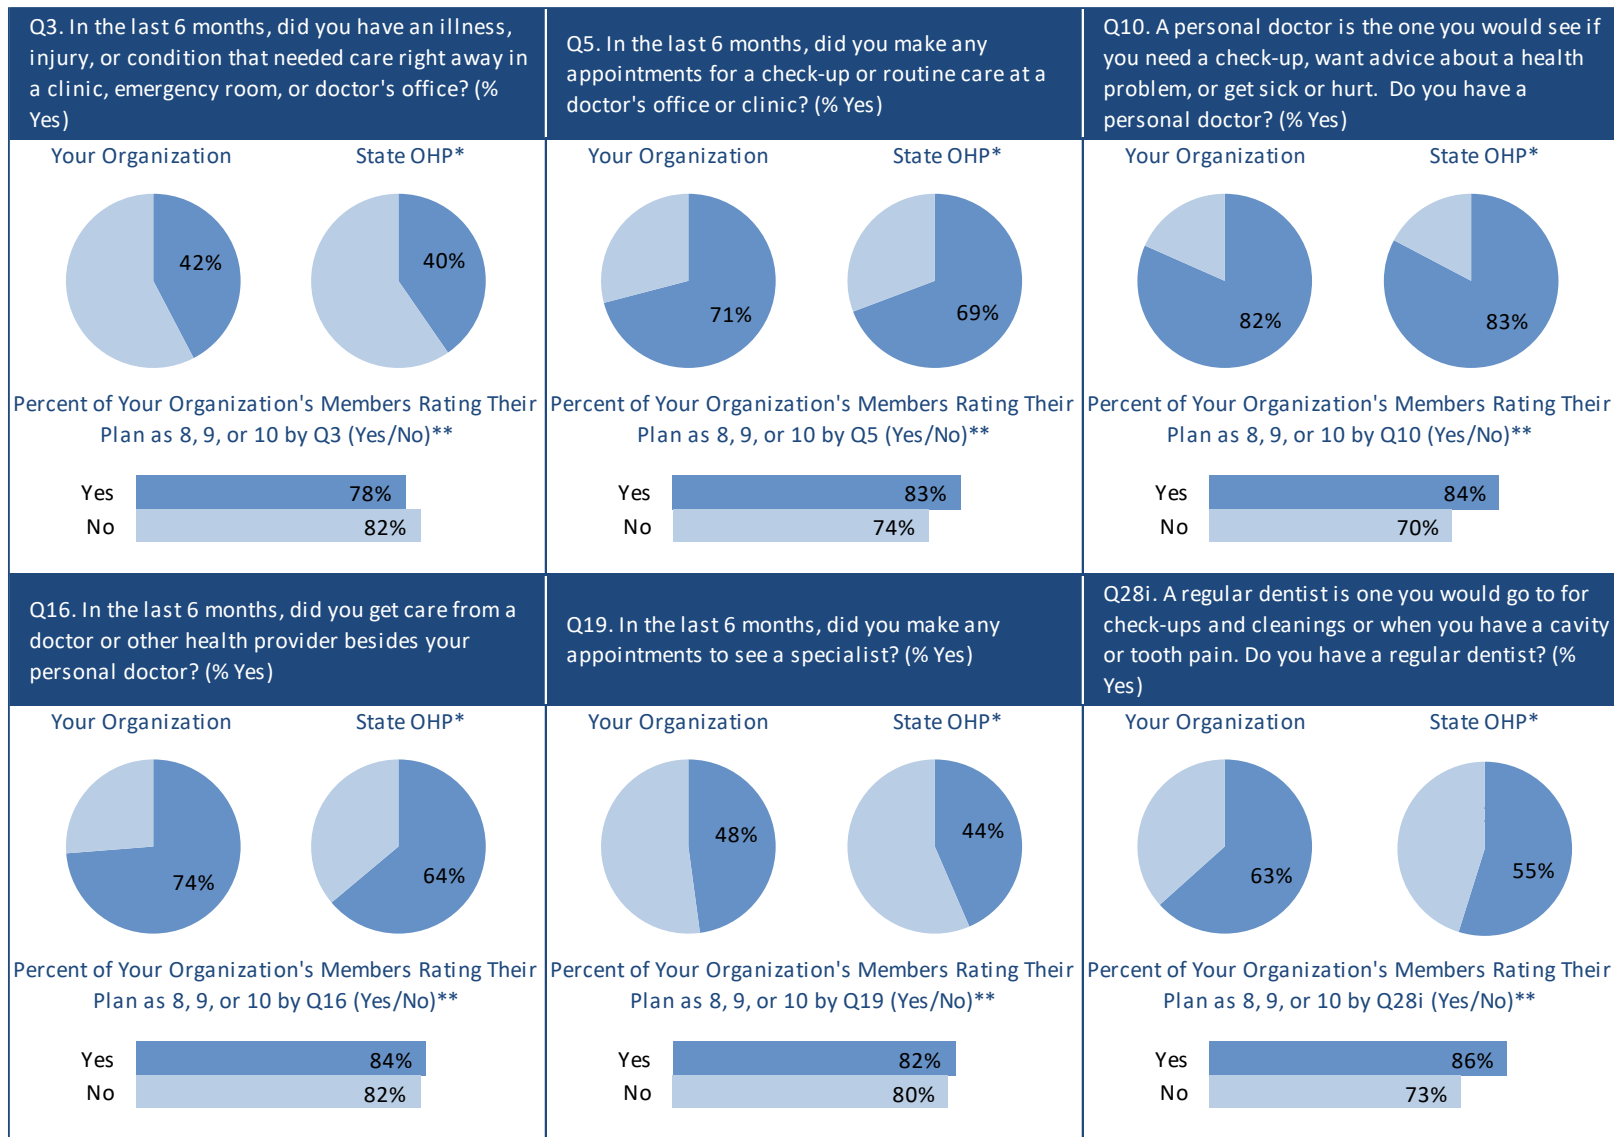 Q3. In the last 6 months, did you have an illness,
injury, or condition that needed care right away in
a clinic, emergency room, or doctor's office? (%
Yes)
Q5. In the last 6 months, did you make any
appointments for a check-up or routine care at a
doctor's office or clinic? (% Yes)
Q10. A personal doctor is the one you would see if
you need a check-up, want advice about a health
problem, or get sick or hurt.  Do you have a
personal doctor? (% Yes)
Your Organization
State OHP*
42%
40%
Your Organization
State OHP*
71%
69%
Your Organization
State OHP*
82%
83%
Percent of Your Organization's Members Rating Their
Plan as 8, 9, or 10 by Q3 (Yes/No)**
Yes 78%
No 82%
Percent of Your Organization's Members Rating Their
Plan as 8, 9, or 10 by Q5 (Yes/No)**
Yes 83%
No 74%
Percent of Your Organization's Members Rating Their
Plan as 8, 9, or 10 by Q10 (Yes/No)**
Yes 84%
No 70%
Q16. In the last 6 months, did you get care from a
doctor or other health provider besides your
personal doctor? (% Yes)
Q19. In the last 6 months, did you make any
appointments to see a specialist? (% Yes)
Q28i. A regular dentist is one you would go to for
check-ups and cleanings or when you have a cavity
or tooth pain. Do you have a regular dentist? (%
Yes)
Your Organization
State OHP*
74%
64%
Your Organization
State OHP*
48%
44%
Your Organization
State OHP*
63%
55%
Percent of Your Organization's Members Rating Their
Plan as 8, 9, or 10 by Q16 (Yes/No)**
Yes 84%
No 82%
Percent of Your Organization's Members Rating Their
Plan as 8, 9, or 10 by Q19 (Yes/No)**
Yes 82%
No 80%
Percent of Your Organization's Members Rating Their
Plan as 8, 9, or 10 by Q28i (Yes/No)**
Yes 86%
No 73%